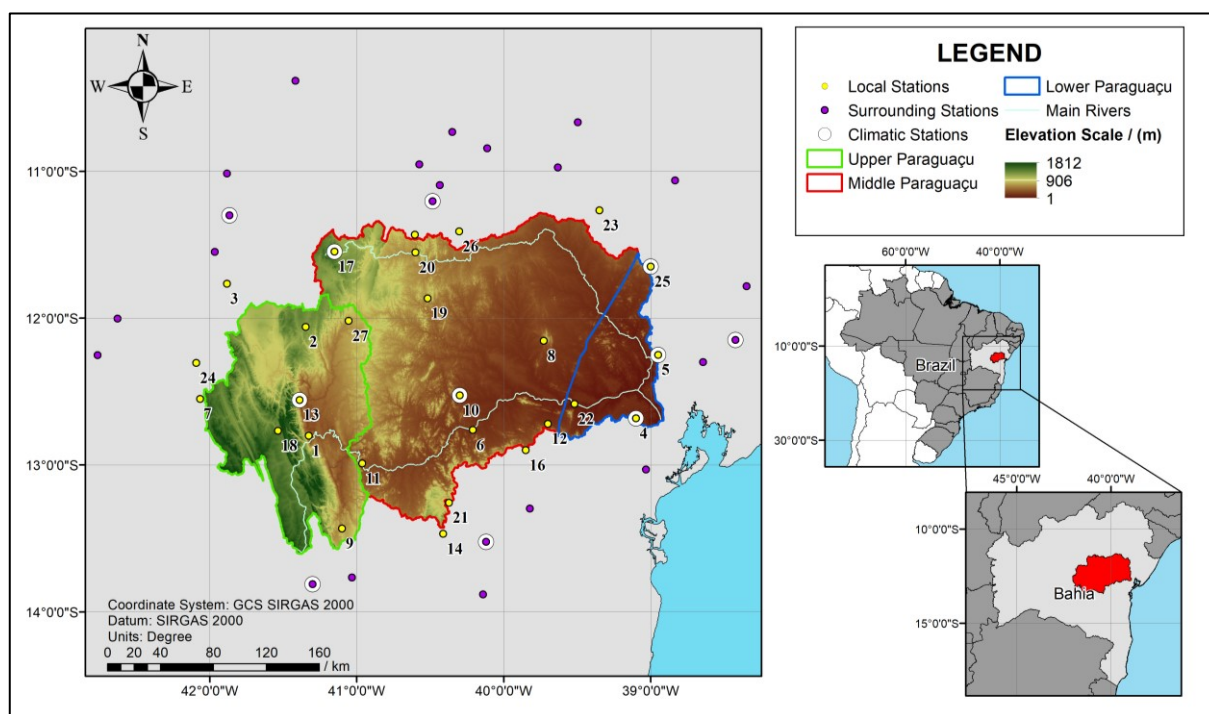 N
W E
S
11°0'0"S
12°0'0"S
13°0'0"S
14°0'0"S
42°0'0"W 41°0'0"W 40°0'0"W 39°0'0"W
23
26
17
20
25
3
19
2
27
8
5
24
7
13
10
22
4
18
1
6
12
16
11
21
14
9
Coordinate System: GCS SIRGAS 2000
Datum: SIRGAS 2000
Units: Degree
0 20 40 80 120 160
/ km
LEGEND
Local Stations
Surrounding Stations
Climatic Stations
Upper Paraguaçu
Middle Paraguaçu
Lower Paraguaçu
Main Rivers
Elevation Scale / (m)
1812
906
1
60°0'0"W 40°0'0"W
10°0'0"S
30°0'0"S
Brazil
45°0'0"W 40°0'0"W
10°0'0"S
15°0'0"S
Bahia